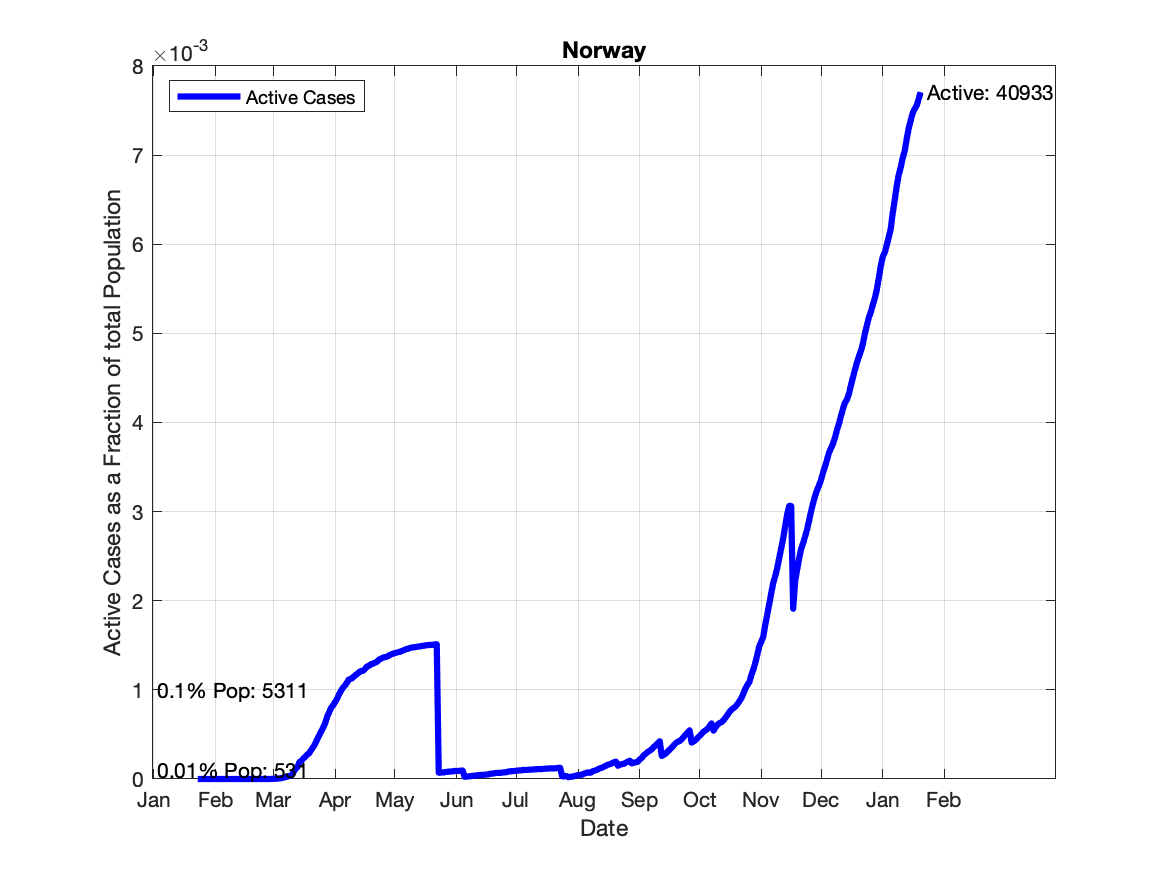 Norway
×10-3
8
7
6
5
4
3
2
1
0
Active Cases
Active: 40933
0.1% Pop: 5311
0.01% Pop: 531
Active Cases as a Fraction of total Population
Jan Feb Mar Apr May Jun Jul Aug Sep Oct Nov Dec Jan Feb
Date